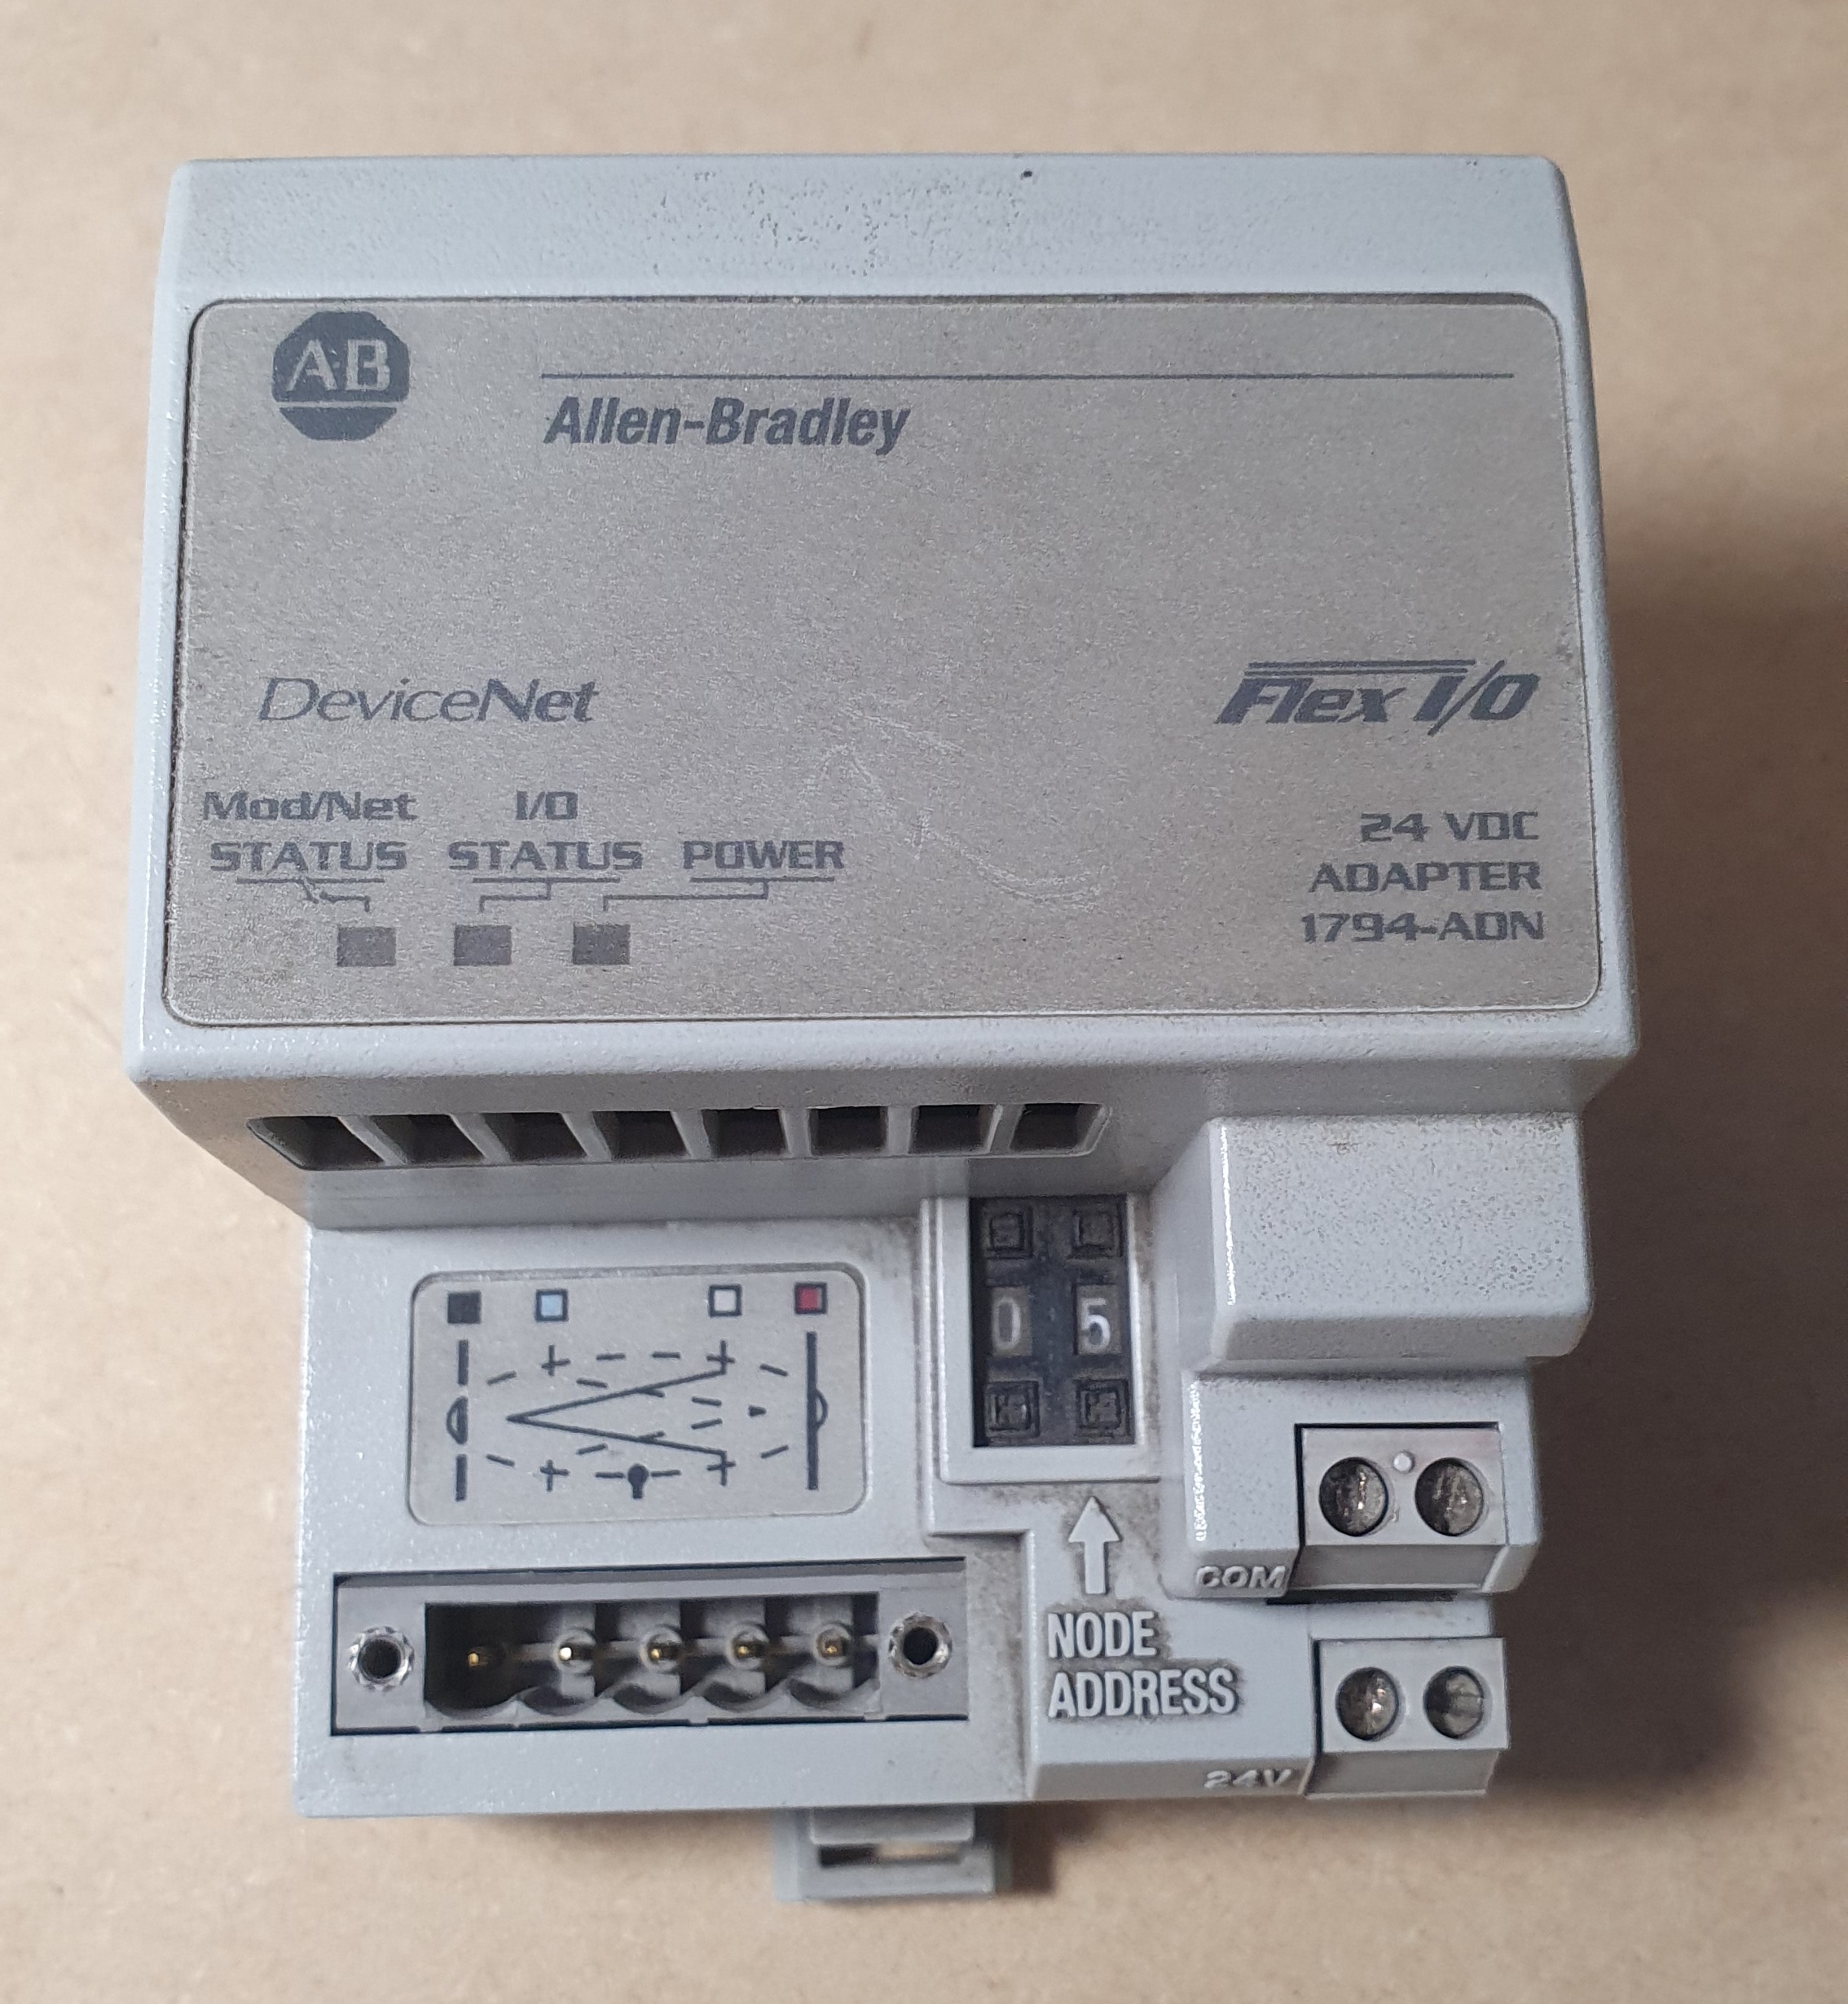 AB
Allen-Bradley
DeviceNet
Flex I/O
Mod/Net I/O
STATUS STATUS POWER
24 VDC
ADAPTER
1794-ADN
0 5
COM
NODE
ADDRESS
24V